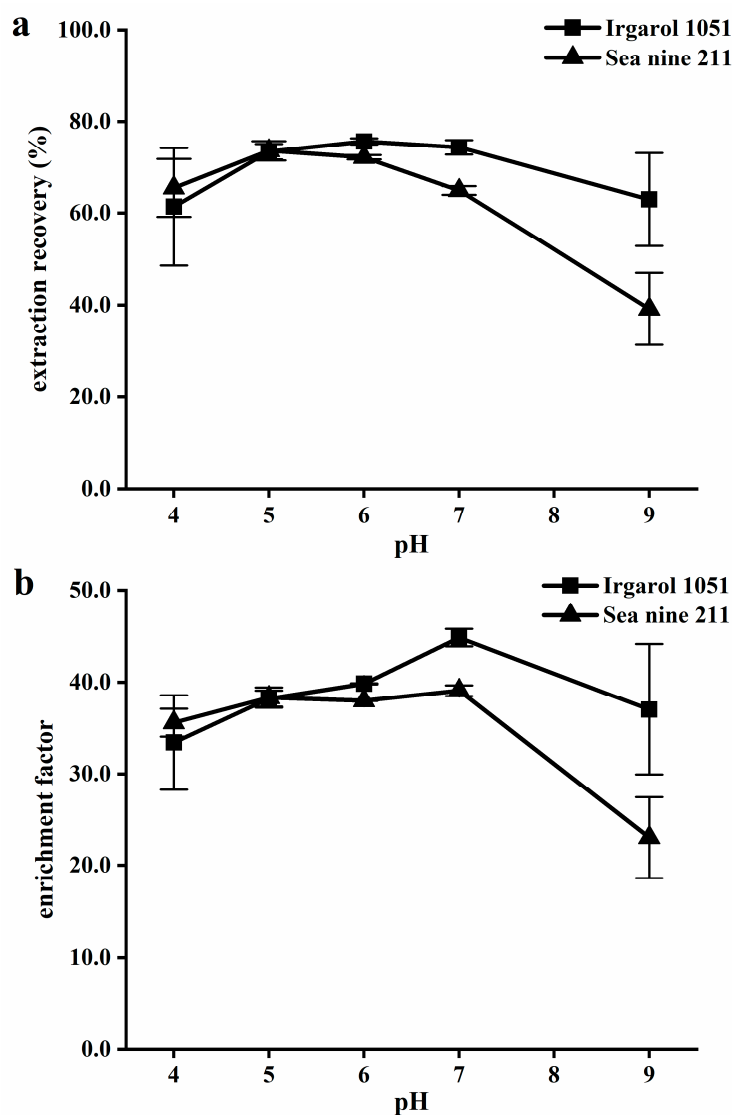 a
Irgarol 1051
Sea nine 211
100.0
80.0
60.0
40.0
20.0
0.0
extraction recovery (%)
4 5 6 7 8 9
pH
b
Irgarol 1051
Sea nine 211
50.0
40.0
30.0
20.0
10.0
0.0
enrichment factor
4 5 6 7 8 9
pH